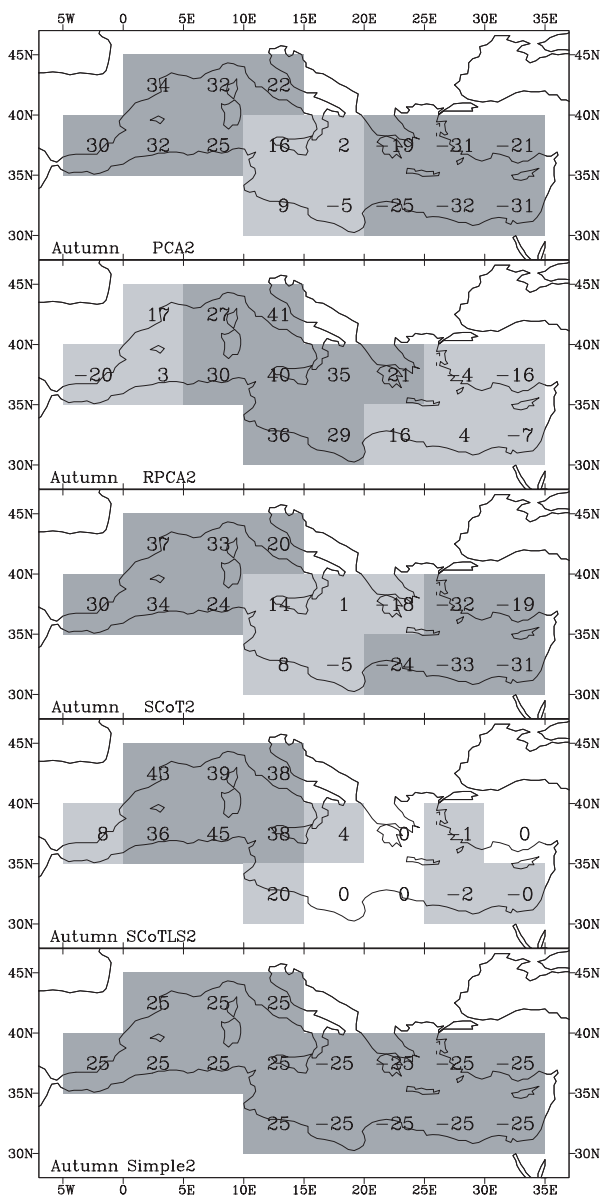 5W 0 5E 10E 15E 20E 25E 30E 35E
45N 34 32 22 45N
40N 40N
30 32 25 16 2 −19 −31 −21
35N 35N
9 −5 −25 −32 −31
30N 30N
Autumn PCA2
45N 17 27 41 45N
40N 40N
−20 3 30 40 35 21 −4 −16
35N 35N
36 29 16 4 −7
30N 30N
Autumn RPCA2
45N 37 33 20 45N
40N 40N
30 34 24 14 1 −18 −32 −19
35N 35N
8 −5 −24 −33 −31
30N 30N
Autumn SCoT2
45N 43 39 38 45N
40N 40N
8 36 45 38 4 0 −1 0
35N 35N
20 0 0 −2 −0
30N 30N
Autumn SCoTLS2
45N 25 25 25 45N
40N 40N
25 25 25 25 −25 −25 −25 −25
35N 35N
25 −25 −25 −25 −25
30N 30N
Autumn Simple2
5W 0 5E 10E 15E 20E 25E 30E 35E